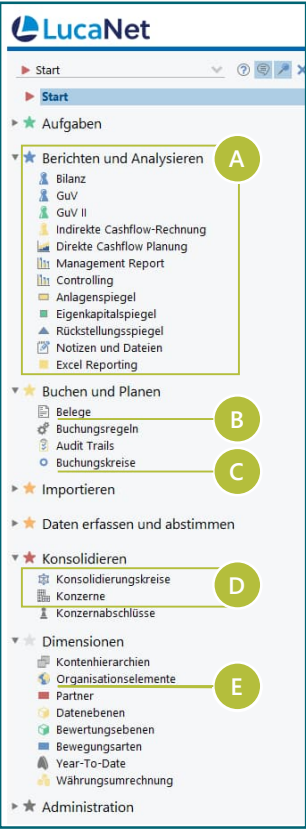 LucaNet
Start
Start
Aufgaben
Berichten und Analysieren
A
Bilanz
GuV
GuV II
Indirekte Cashflow-Rechnung
Direkte Cashflow Planung
Management Report
Controlling
Anlagenspiegel
Eigenkapitalspiegel
Rückstellungsspiegel
Notizen und Dateien
Excel Reporting
Buchen und Planen
Belege
B
Buchungsregeln
Audit Trails
Buchungskreise
C
Importieren
Daten erfassen und abstimmen
Konsolidieren
Konsolidierungskreise
D
Konzerne
Konzernabschlüsse
Dimensionen
Kontenhierarchien
Organisationselemente
E
Partner
Datenebenen
Bewertungsebenen
Bewegungsarten
Year-To-Date
Währungsumrechnung
Administration